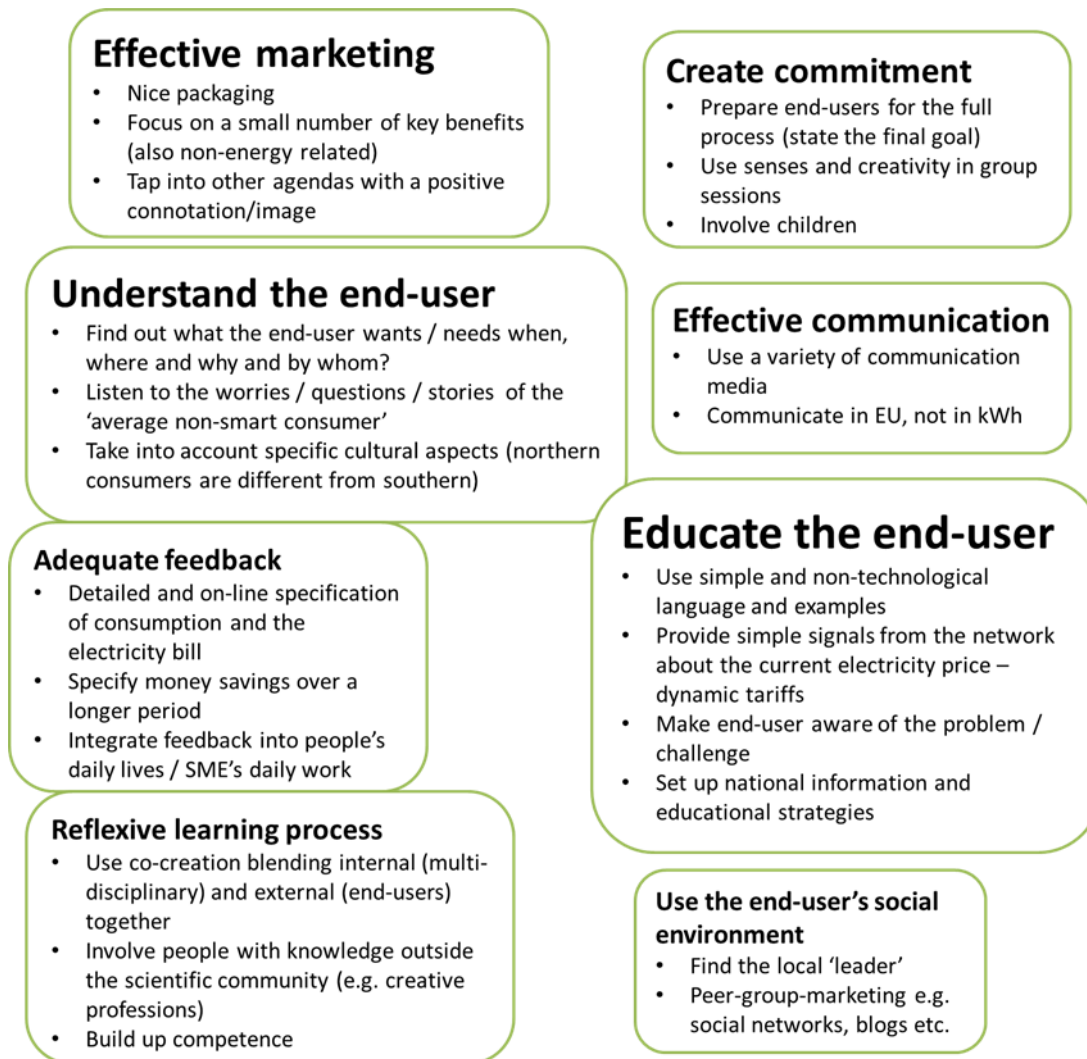 Effective marketing
• Nice packaging
• Focus on a small number of key benefits
(also non-energy related)
• Tap into other agendas with a positive
connotation/image
Create commitment
• Prepare end-users for the full
process (state the final goal)
• Use senses and creativity in group
sessions
• Involve children
Understand the end-user
• Find out what the end-user wants / needs when,
where and why and by whom?
• Listen to the worries / questions / stories of the
‘average non-smart consumer’
• Take into account specific cultural aspects (northern
consumers are different from southern)
Effective communication
• Use a variety of communication
media
• Communicate in EU, not in kWh
Adequate feedback
• Detailed and on-line specification
of consumption and the
electricity bill
• Specify money savings over a
longer period
• Integrate feedback into people’s
daily lives / SME’s daily work
Educate the end-user
• Use simple and non-technological
language and examples
• Provide simple signals from the network
about the current electricity price –
dynamic tariffs
• Make end-user aware of the problem /
challenge
• Set up national information and
educational strategies
Reflexive learning process
• Use co-creation blending internal (multi-
disciplinary) and external (end-users)
together
• Involve people with knowledge outside
the scientific community (e.g. creative
professions)
• Build up competence
Use the end-user’s social
environment
• Find the local ‘leader’
• Peer-group-marketing e.g.
social networks, blogs etc.